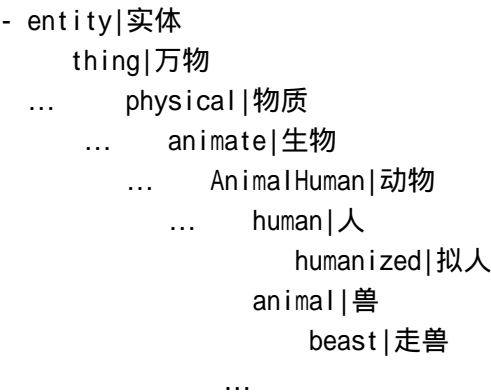 - entity|实体
thing|万物
… physical|物质
… animate|生物
… AnimalHuman|动物
… human|人
humanized|拟人
animal|兽
beast|走兽
…